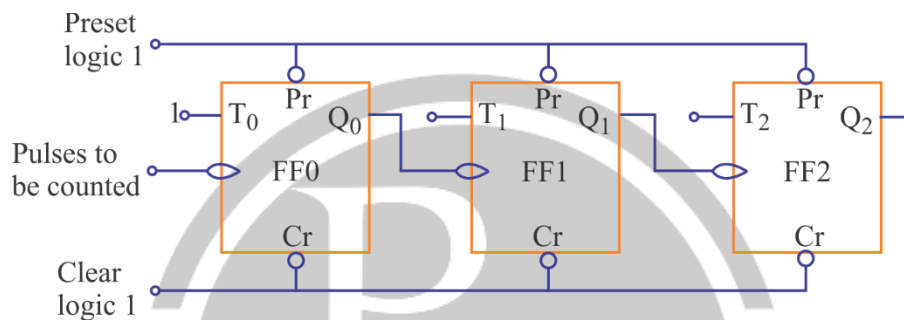 Preset
logic 1
Pr
Pr
Pr
1
T0
Q0
T1
Q1
T2
Q2
Pulses to
be counted
FF0
FF1
FF2
Cr
Cr
Cr
Clear
logic 1